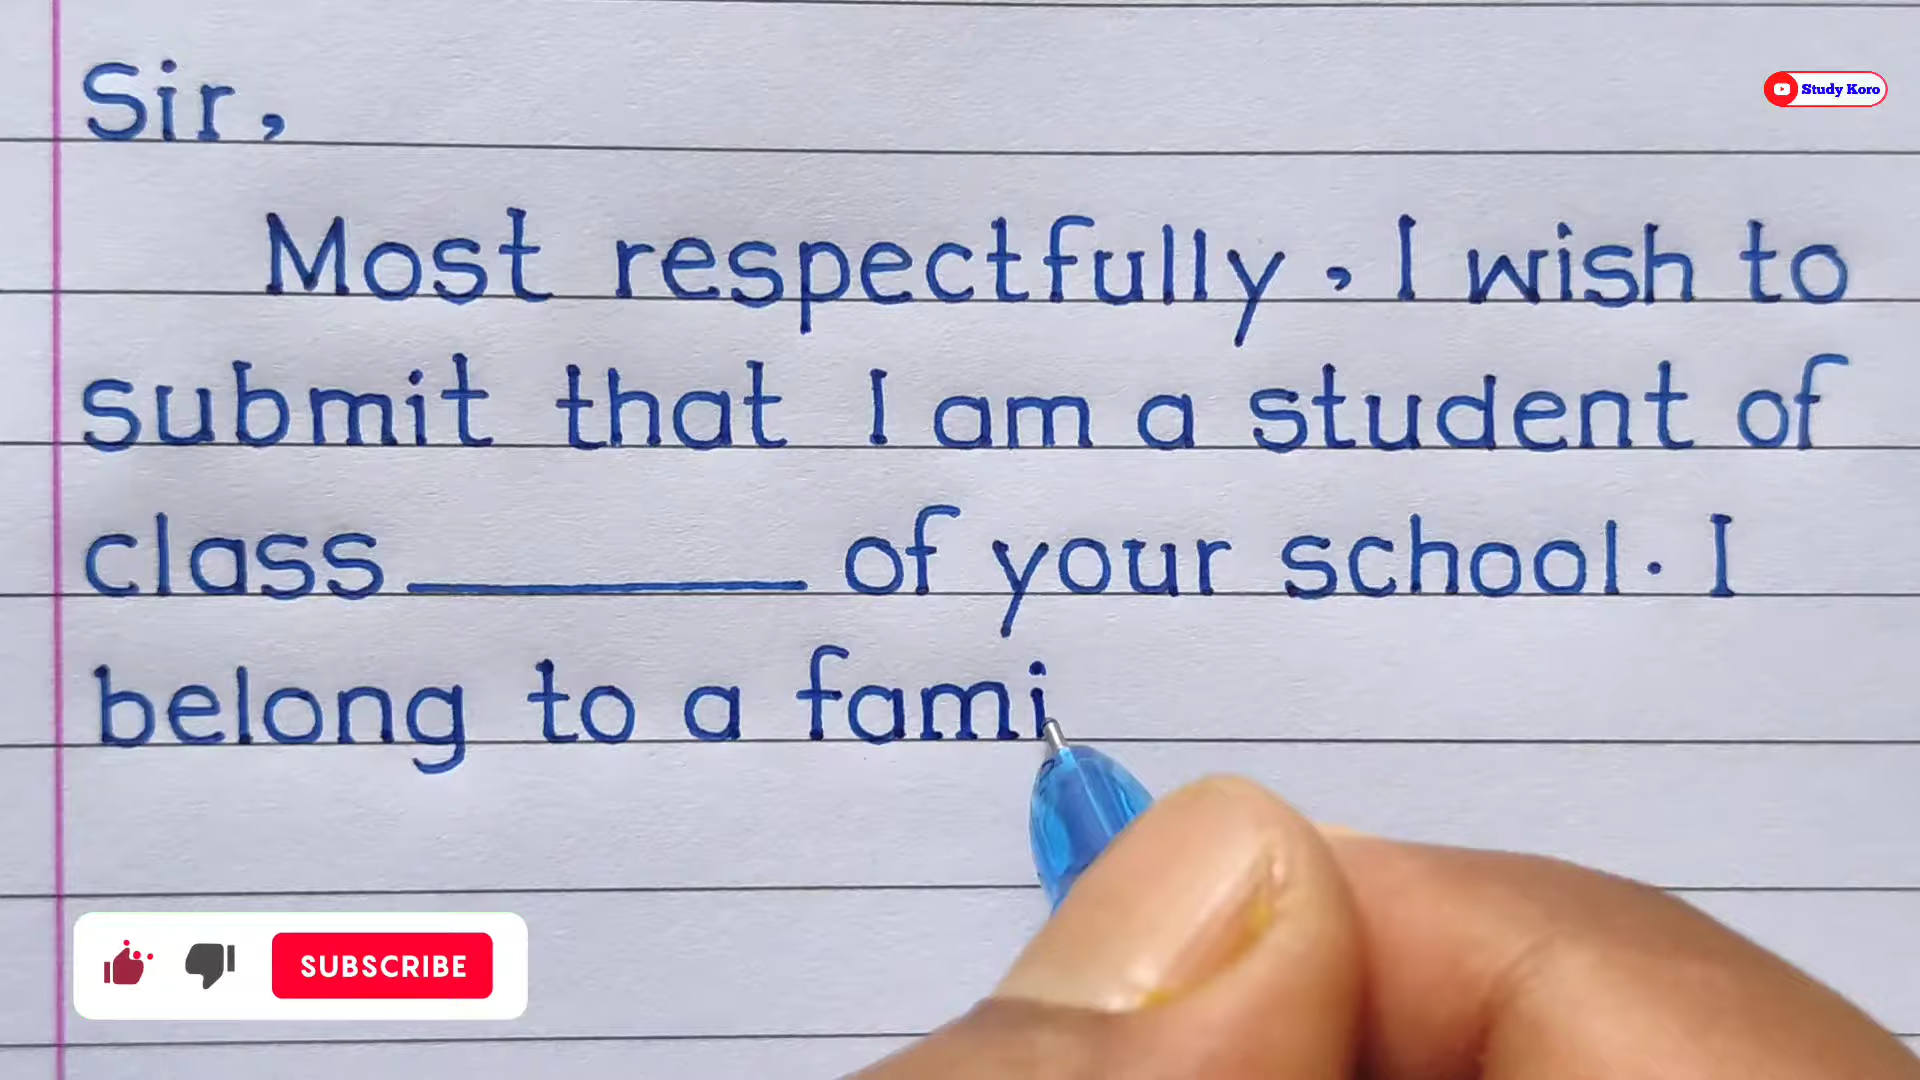 Sir,
Study Koro
Most respectfully, I wish to
submit that I am a student of
class ________ of your school. I
belong to a fami
SUBSCRIBE